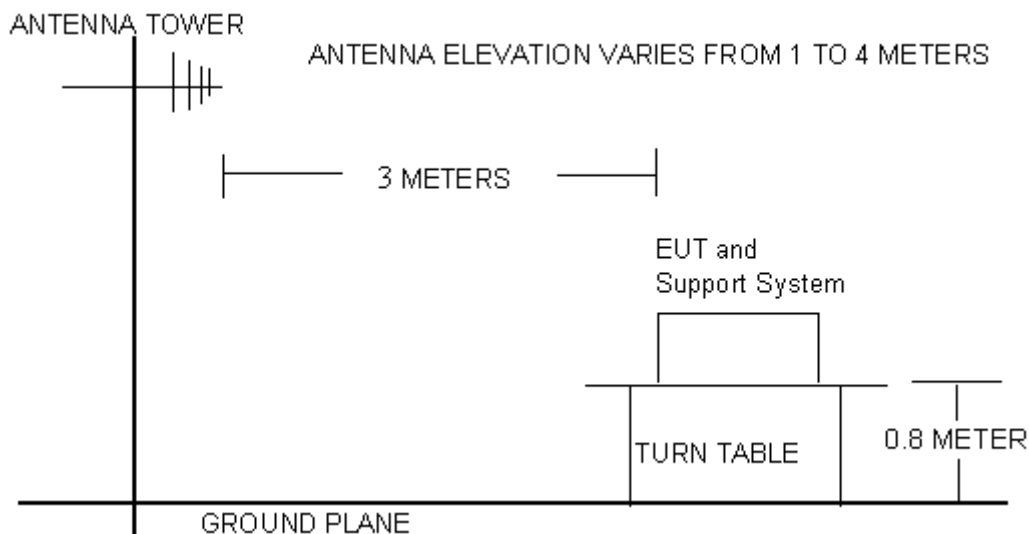 ANTENNA TOWER
ANTENNA ELEVATION VARIES FROM 1 TO 4 METERS
3 METERS
EUT and
Support System
TURN TABLE
0.8 METER
GROUND PLANE